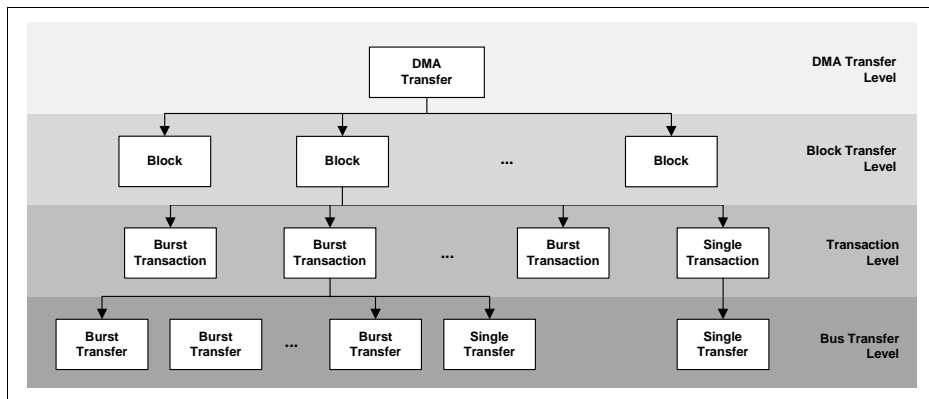 DMA
Transfer
DMA Transfer
Level
Block
Block
...
Block
Block Transfer
Level
Burst
Transaction
Burst
Transaction
...
Burst
Transaction
Single
Transaction
Transaction
Level
Burst
Transfer
Burst
Transfer
...
Burst
Transfer
Single
Transfer
Single
Transfer
Bus Transfer
Level